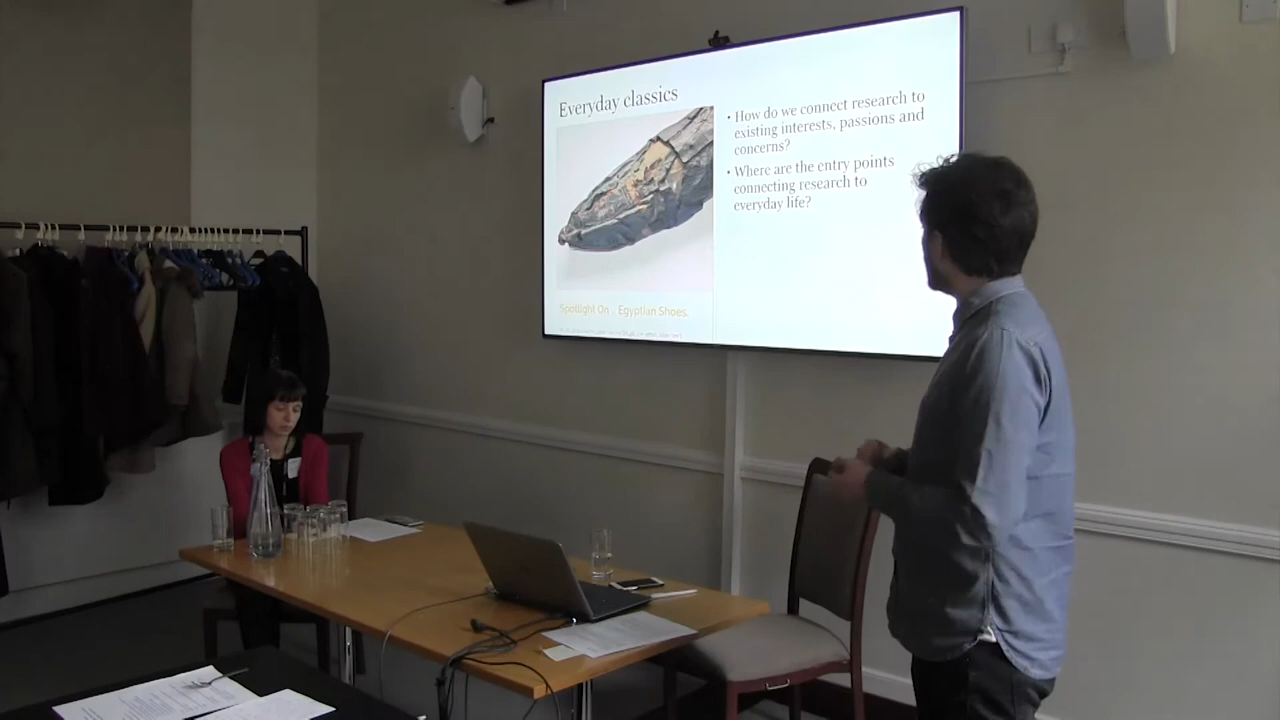 Everyday classics
• How do we connect research to
existing interests, passions and
concerns?
• Where are the entry points
connecting research to
everyday life?
Spotlight On : Egyptian Shoes.